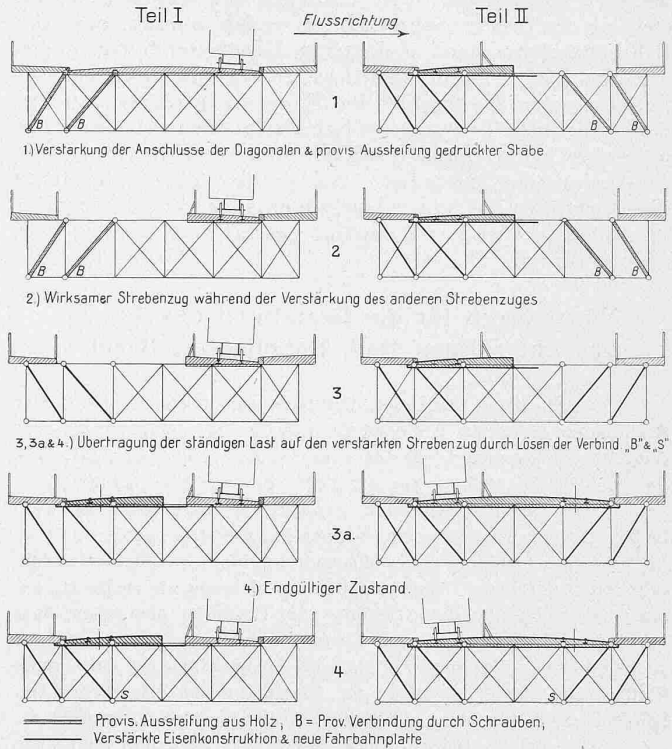 Teil I Flussrichtung Teil II
B B 1 B B
1.) Verstarkung der Anschlusse der Diagonalen & provis Aussteifung gedruckter Stabe
B B 2 B B
2.) Wirksamer Strebenzug während der Verstärkung des anderen Strebenzuges
3
3, 3a & 4.) Ubertragung der ständigen Last auf den verstärkten Strebenzug durch Lösen der Verbind „B" & „S"
3a.
4.) Endgültiger Zustand.
S 4 S
Provis. Aussteifung aus Holz; B = Prov. Verbindung durch Schrauben;
Verstärkte Eisenkonstruktion & neue Fahrbahnplatte